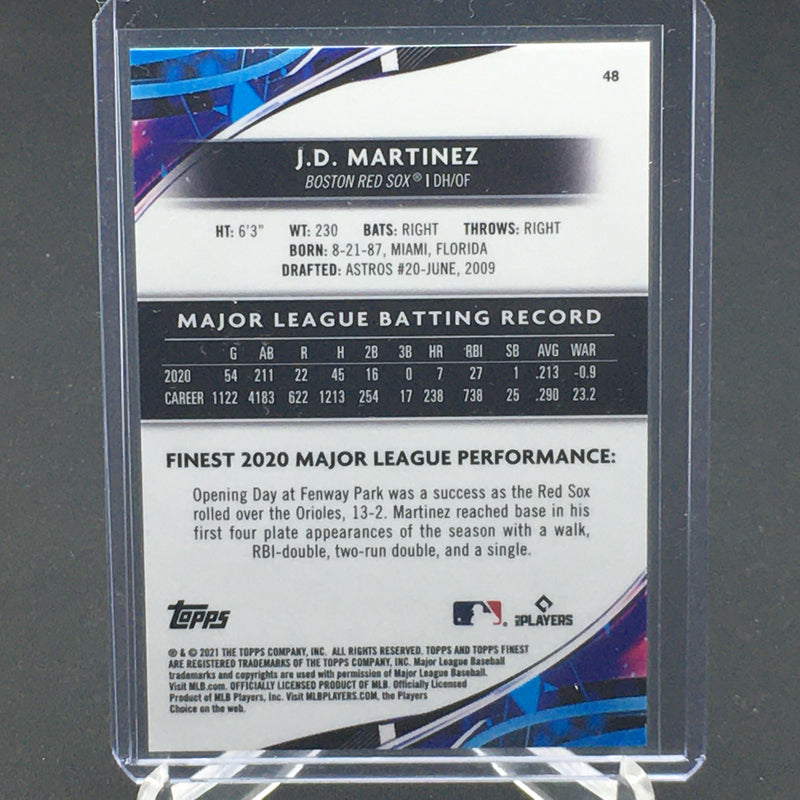 48
J.D. MARTINEZ
BOSTON RED SOX® | DH/OF
HT: 6'3" WT: 230 BATS: RIGHT THROWS: RIGHT
BORN: 8-21-87, MIAMI, FLORIDA
DRAFTED: ASTROS #20-JUNE, 2009
MAJOR LEAGUE BATTING RECORD
G AB R H 2B 3B HR RBI SB AVG WAR
2020 54 211 22 45 16 0 7 27 1 .213 -0.9
CAREER 1122 4183 622 1213 254 17 238 738 25 .290 23.2
FINEST 2020 MAJOR LEAGUE PERFORMANCE:
Opening Day at Fenway Park was a success as the Red Sox
rolled over the Orioles, 13-2. Martinez reached base in his
first four plate appearances of the season with a walk,
RBI-double, two-run double, and a single.
Topps
MLB PLAYERS
® & © 2021 THE TOPPS COMPANY, INC. ALL RIGHTS RESERVED. TOPPS AND TOPPS FINEST
ARE REGISTERED TRADEMARKS OF THE TOPPS COMPANY, INC. Major League Baseball
trademarks and copyrights are used with permission of Major League Baseball.
Visit MLB.com. OFFICIALLY LICENSED PRODUCT OF MLB. Officially Licensed
Product of MLB Players, Inc. Visit MLBPLAYERS.COM, the Players
Choice on the web.